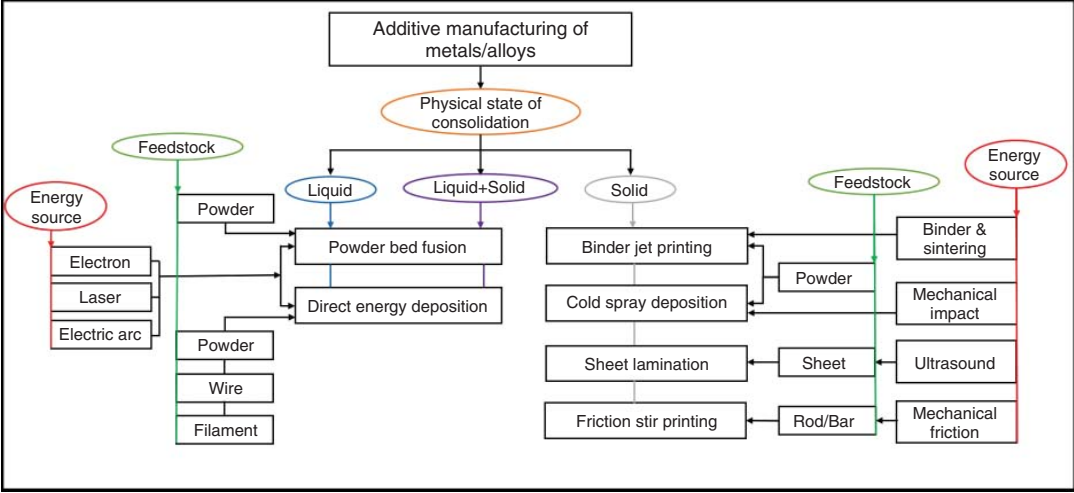 Additive manufacturing of
metals/alloys
Physical state of
consolidation
Feedstock
Energy
source
Liquid
Liquid+Solid
Solid
Feedstock
Energy
source
Powder
Electron
Laser
Electric arc
Powder bed fusion
Direct energy deposition
Powder
Wire
Filament
Binder jet printing
Cold spray deposition
Sheet lamination
Friction stir printing
Powder
Sheet
Rod/Bar
Binder &
sintering
Mechanical
impact
Ultrasound
Mechanical
friction